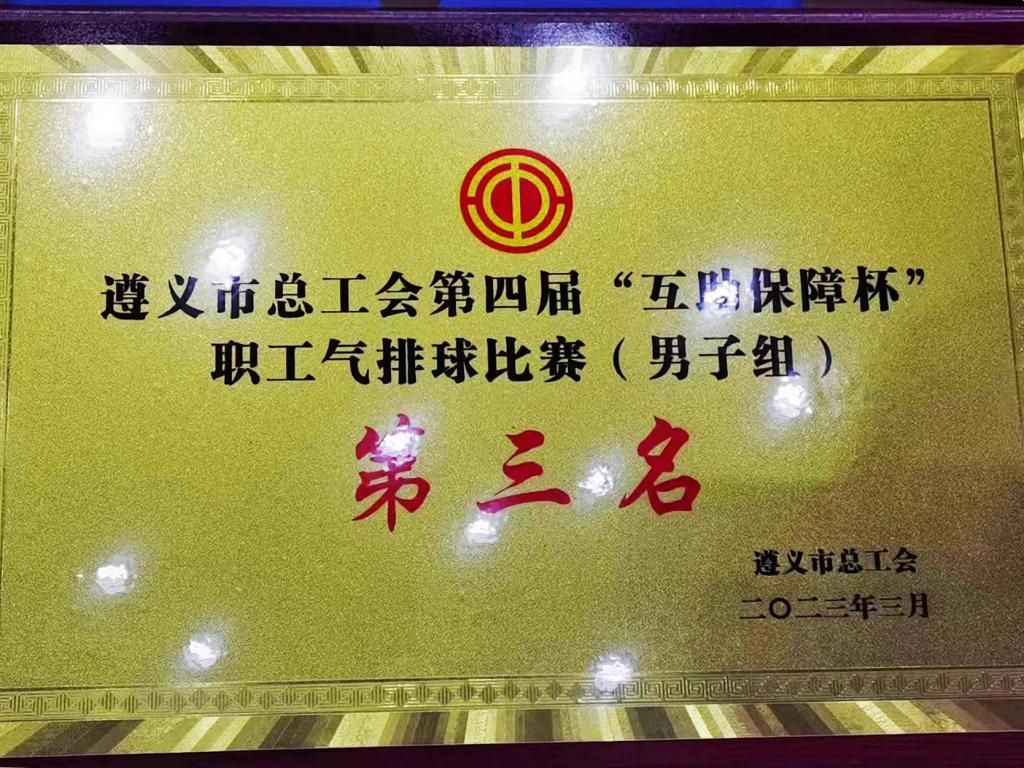 遵义市总工会第四届“互助保障杯”
职工气排球比赛（男子组）
第三名
遵义市总工会
二〇二三年三月